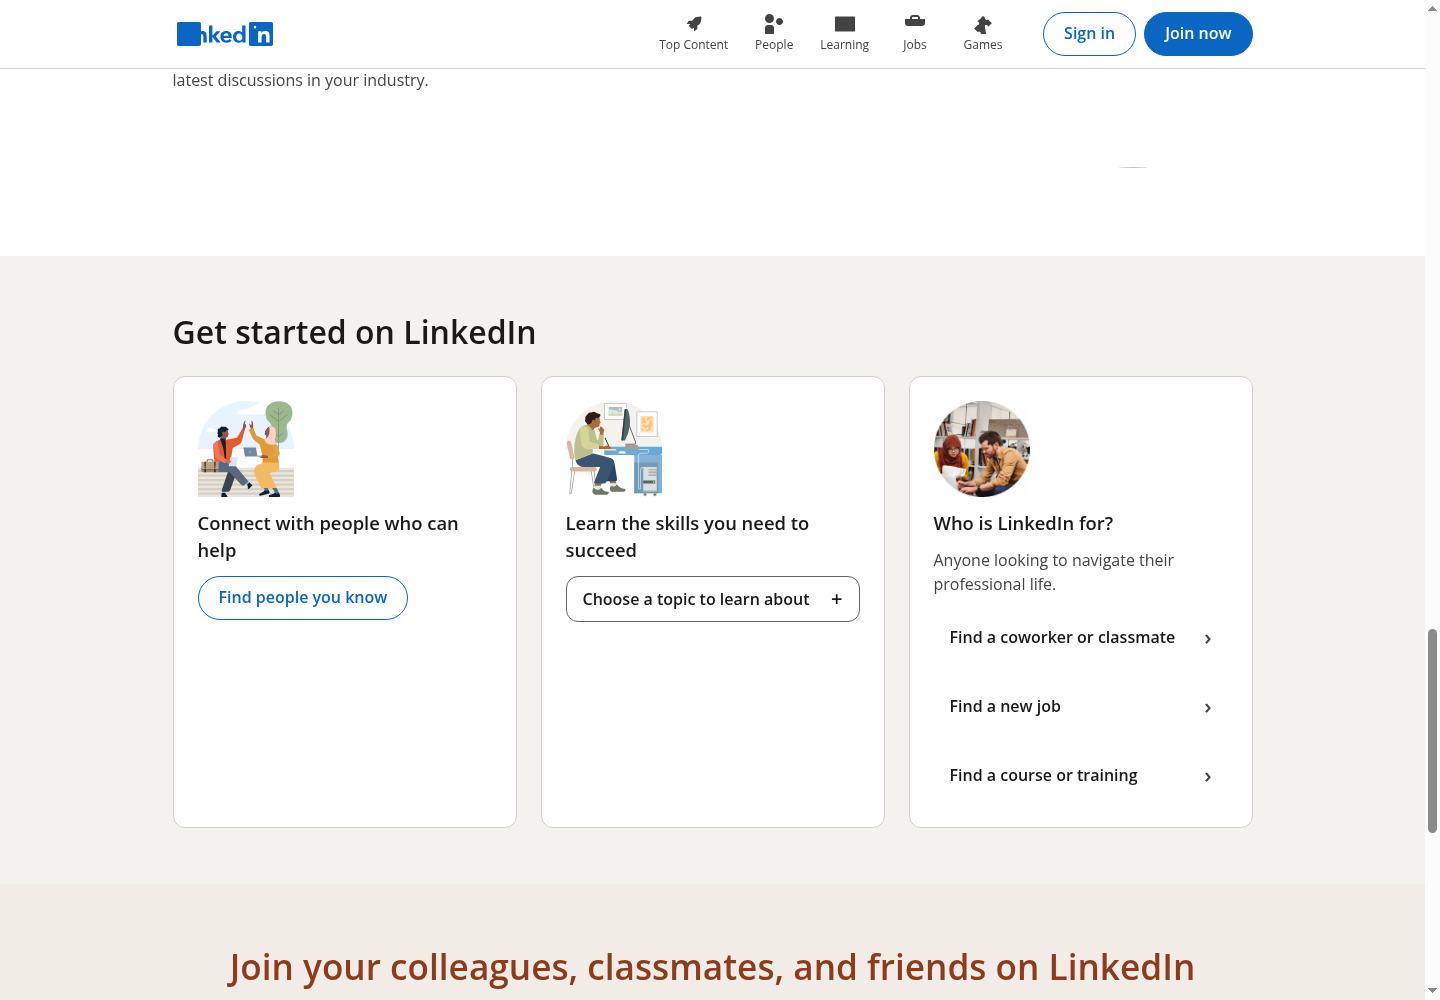 nked in
Top Content
People
Learning
Jobs
Games
Sign in
Join now
latest discussions in your industry.
Get started on LinkedIn
Connect with people who can
help
Find people you know
Learn the skills you need to
succeed
Choose a topic to learn about +
Who is LinkedIn for?
Anyone looking to navigate their
professional life.
Find a coworker or classmate
Find a new job
Find a course or training
Join your colleagues, classmates, and friends on LinkedIn